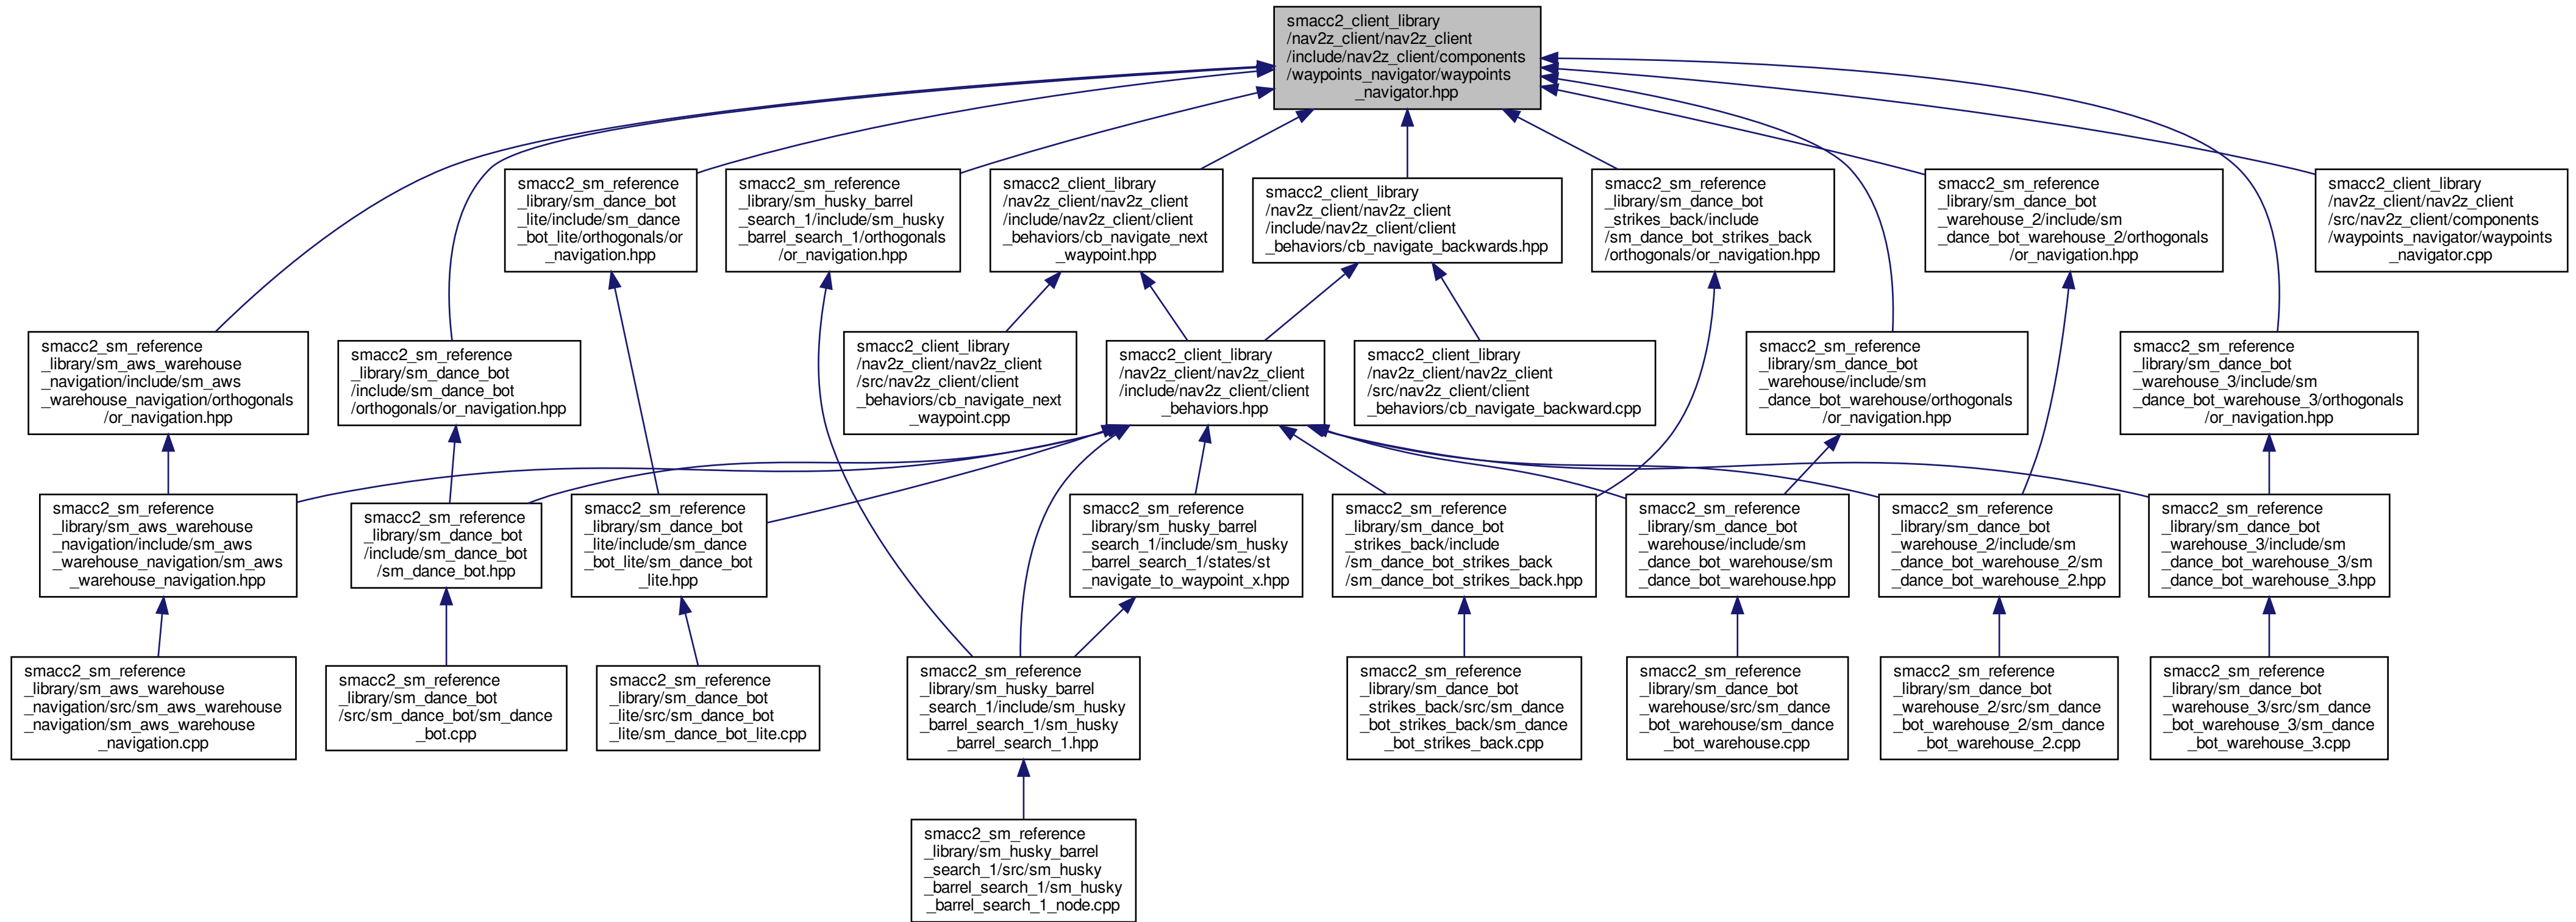 smacc2_client_library
/nav2z_client/nav2z_client
/include/nav2z_client/components
/waypoints_navigator/waypoints
_navigator.hpp
smacc2_sm_reference
_library/sm_dance_bot
_lite/include/sm_dance
_bot_lite/orthogonals/or
_navigation.hpp
smacc2_sm_reference
_library/sm_husky_barrel
_search_1/include/sm_husky
_barrel_search_1/orthogonals
/or_navigation.hpp
smacc2_client_library
/nav2z_client/nav2z_client
/include/nav2z_client/client
_behaviors/cb_navigate_next
_waypoint.hpp
smacc2_client_library
/nav2z_client/nav2z_client
/include/nav2z_client/client
_behaviors/cb_navigate_backwards.hpp
smacc2_sm_reference
_library/sm_dance_bot
_strikes_back/include
/sm_dance_bot_strikes_back
/orthogonals/or_navigation.hpp
smacc2_sm_reference
_library/sm_dance_bot
_warehouse_2/include/sm
_dance_bot_warehouse_2/orthogonals
/or_navigation.hpp
smacc2_client_library
/nav2z_client/nav2z_client
/src/nav2z_client/components
/waypoints_navigator/waypoints
_navigator.cpp
smacc2_sm_reference
_library/sm_aws_warehouse
_navigation/include/sm_aws
_warehouse_navigation/orthogonals
/or_navigation.hpp
smacc2_sm_reference
_library/sm_dance_bot
/include/sm_dance_bot
/orthogonals/or_navigation.hpp
smacc2_client_library
/nav2z_client/nav2z_client
/src/nav2z_client/client
_behaviors/cb_navigate_next
_waypoint.cpp
smacc2_client_library
/nav2z_client/nav2z_client
/include/nav2z_client/client
_behaviors.hpp
smacc2_client_library
/nav2z_client/nav2z_client
/src/nav2z_client/client
_behaviors/cb_navigate_backward.cpp
smacc2_sm_reference
_library/sm_dance_bot
_warehouse/include/sm
_dance_bot_warehouse/orthogonals
/or_navigation.hpp
smacc2_sm_reference
_library/sm_dance_bot
_warehouse_3/include/sm
_dance_bot_warehouse_3/orthogonals
/or_navigation.hpp
smacc2_sm_reference
_library/sm_aws_warehouse
_navigation/include/sm_aws
_warehouse_navigation/sm_aws
_warehouse_navigation.hpp
smacc2_sm_reference
_library/sm_dance_bot
/include/sm_dance_bot
/sm_dance_bot.hpp
smacc2_sm_reference
_library/sm_dance_bot
_lite/include/sm_dance
_bot_lite/sm_dance_bot
_lite.hpp
smacc2_sm_reference
_library/sm_husky_barrel
_search_1/include/sm_husky
_barrel_search_1/states/st
_navigate_to_waypoint_x.hpp
smacc2_sm_reference
_library/sm_dance_bot
_strikes_back/include
/sm_dance_bot_strikes_back
/sm_dance_bot_strikes_back.hpp
smacc2_sm_reference
_library/sm_dance_bot
_warehouse/include/sm
_dance_bot_warehouse/sm
_dance_bot_warehouse.hpp
smacc2_sm_reference
_library/sm_dance_bot
_warehouse_2/include/sm
_dance_bot_warehouse_2/sm
_dance_bot_warehouse_2.hpp
smacc2_sm_reference
_library/sm_dance_bot
_warehouse_3/include/sm
_dance_bot_warehouse_3/sm
_dance_bot_warehouse_3.hpp
smacc2_sm_reference
_library/sm_aws_warehouse
_navigation/src/sm_aws_warehouse
_navigation/sm_aws_warehouse
_navigation.cpp
smacc2_sm_reference
_library/sm_dance_bot
/src/sm_dance_bot/sm_dance
_bot.cpp
smacc2_sm_reference
_library/sm_dance_bot
_lite/src/sm_dance_bot
_lite/sm_dance_bot_lite.cpp
smacc2_sm_reference
_library/sm_husky_barrel
_search_1/include/sm_husky
_barrel_search_1/sm_husky
_barrel_search_1.hpp
smacc2_sm_reference
_library/sm_dance_bot
_strikes_back/src/sm_dance
_bot_strikes_back/sm_dance
_bot_strikes_back.cpp
smacc2_sm_reference
_library/sm_dance_bot
_warehouse/src/sm_dance
_bot_warehouse/sm_dance
_bot_warehouse.cpp
smacc2_sm_reference
_library/sm_dance_bot
_warehouse_2/src/sm_dance
_bot_warehouse_2/sm_dance
_bot_warehouse_2.cpp
smacc2_sm_reference
_library/sm_dance_bot
_warehouse_3/src/sm_dance
_bot_warehouse_3/sm_dance
_bot_warehouse_3.cpp
smacc2_sm_reference
_library/sm_husky_barrel
_search_1/src/sm_husky
_barrel_search_1/sm_husky
_barrel_search_1_node.cpp